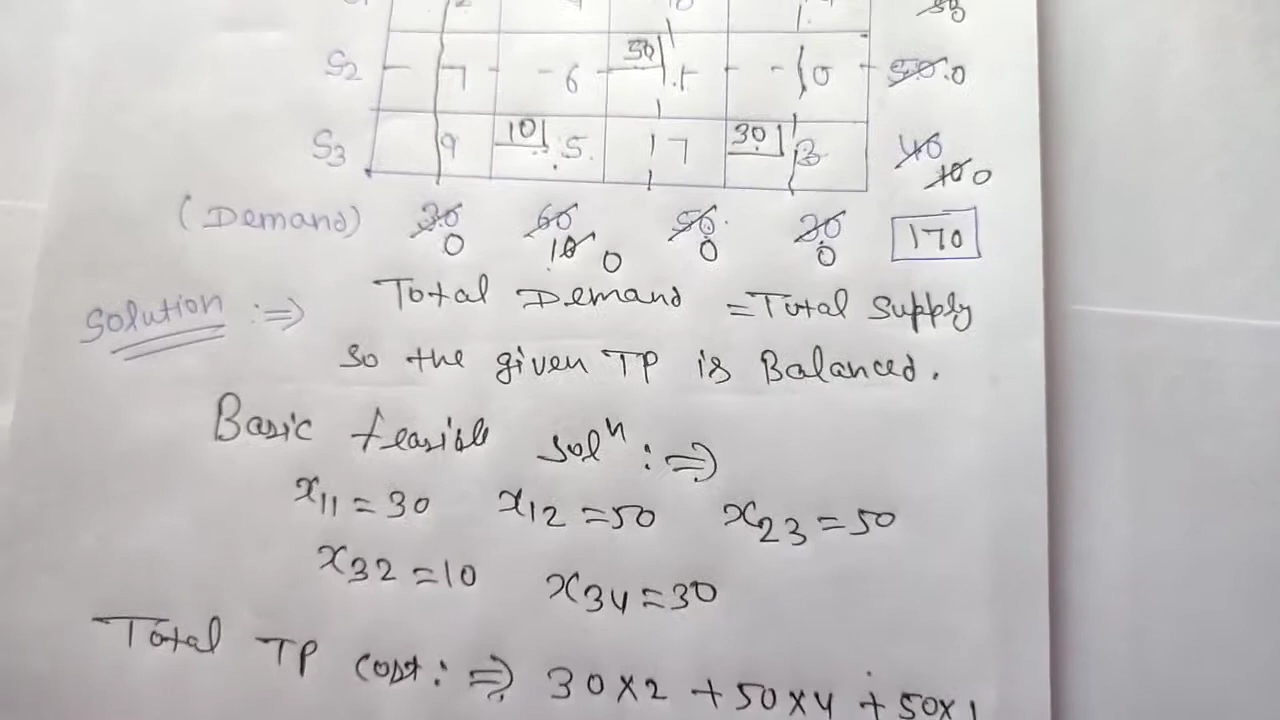 50
S2 7 6 1 0 50 0
S3 9 10 5 7 30 3 40 10 0
(Demand) 30 60 50 30 170
0 10 0 0 0
Solution :⇒ Total Demand = Total Supply
So the given TP is Balanced.
Basic feasible solⁿ :⇒
x11 = 30 x12 = 50 x23 = 50
x32 = 10 x34 = 30
Total TP cost : ⇒ 30×2 + 50×4 + 50×1